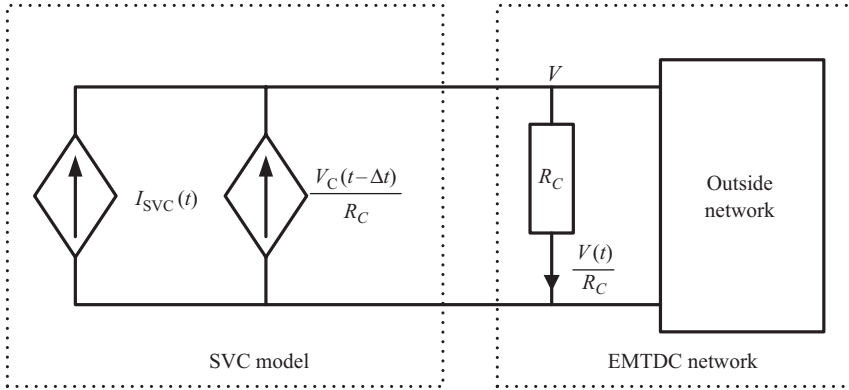 V
I_SVC(t)
V_C(t−Δt)
R_C
R_C
V(t)
R_C
Outside
network
SVC model
EMTDC network